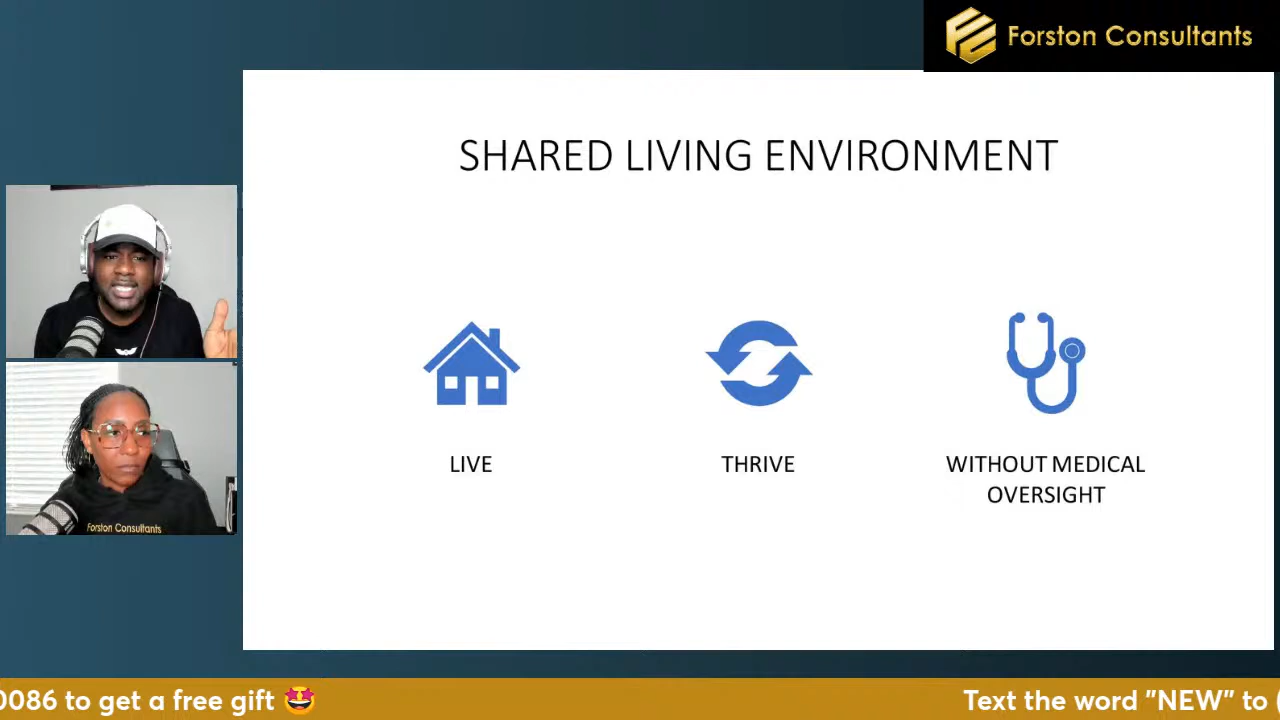 Forston Consultants
SHARED LIVING ENVIRONMENT
LIVE
THRIVE
WITHOUT MEDICAL
OVERSIGHT
Forston Consultants
0086 to get a free gift 🤩
Text the word "NEW" to (